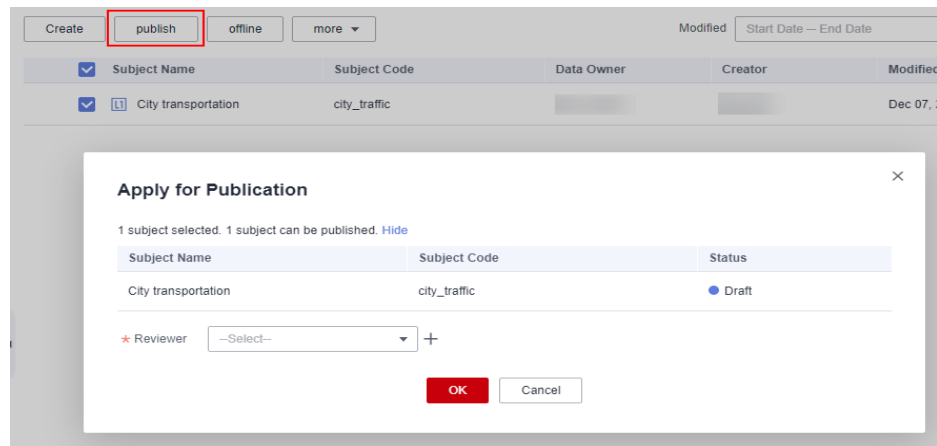 Create publish offline more Modified Start Date — End Date
Subject Name Subject Code Data Owner Creator Modified
L1 City transportation city_traffic Dec 07, 2
Apply for Publication
1 subject selected. 1 subject can be published. Hide
Subject Name Subject Code Status
City transportation city_traffic Draft
* Reviewer --Select-- +
OK Cancel